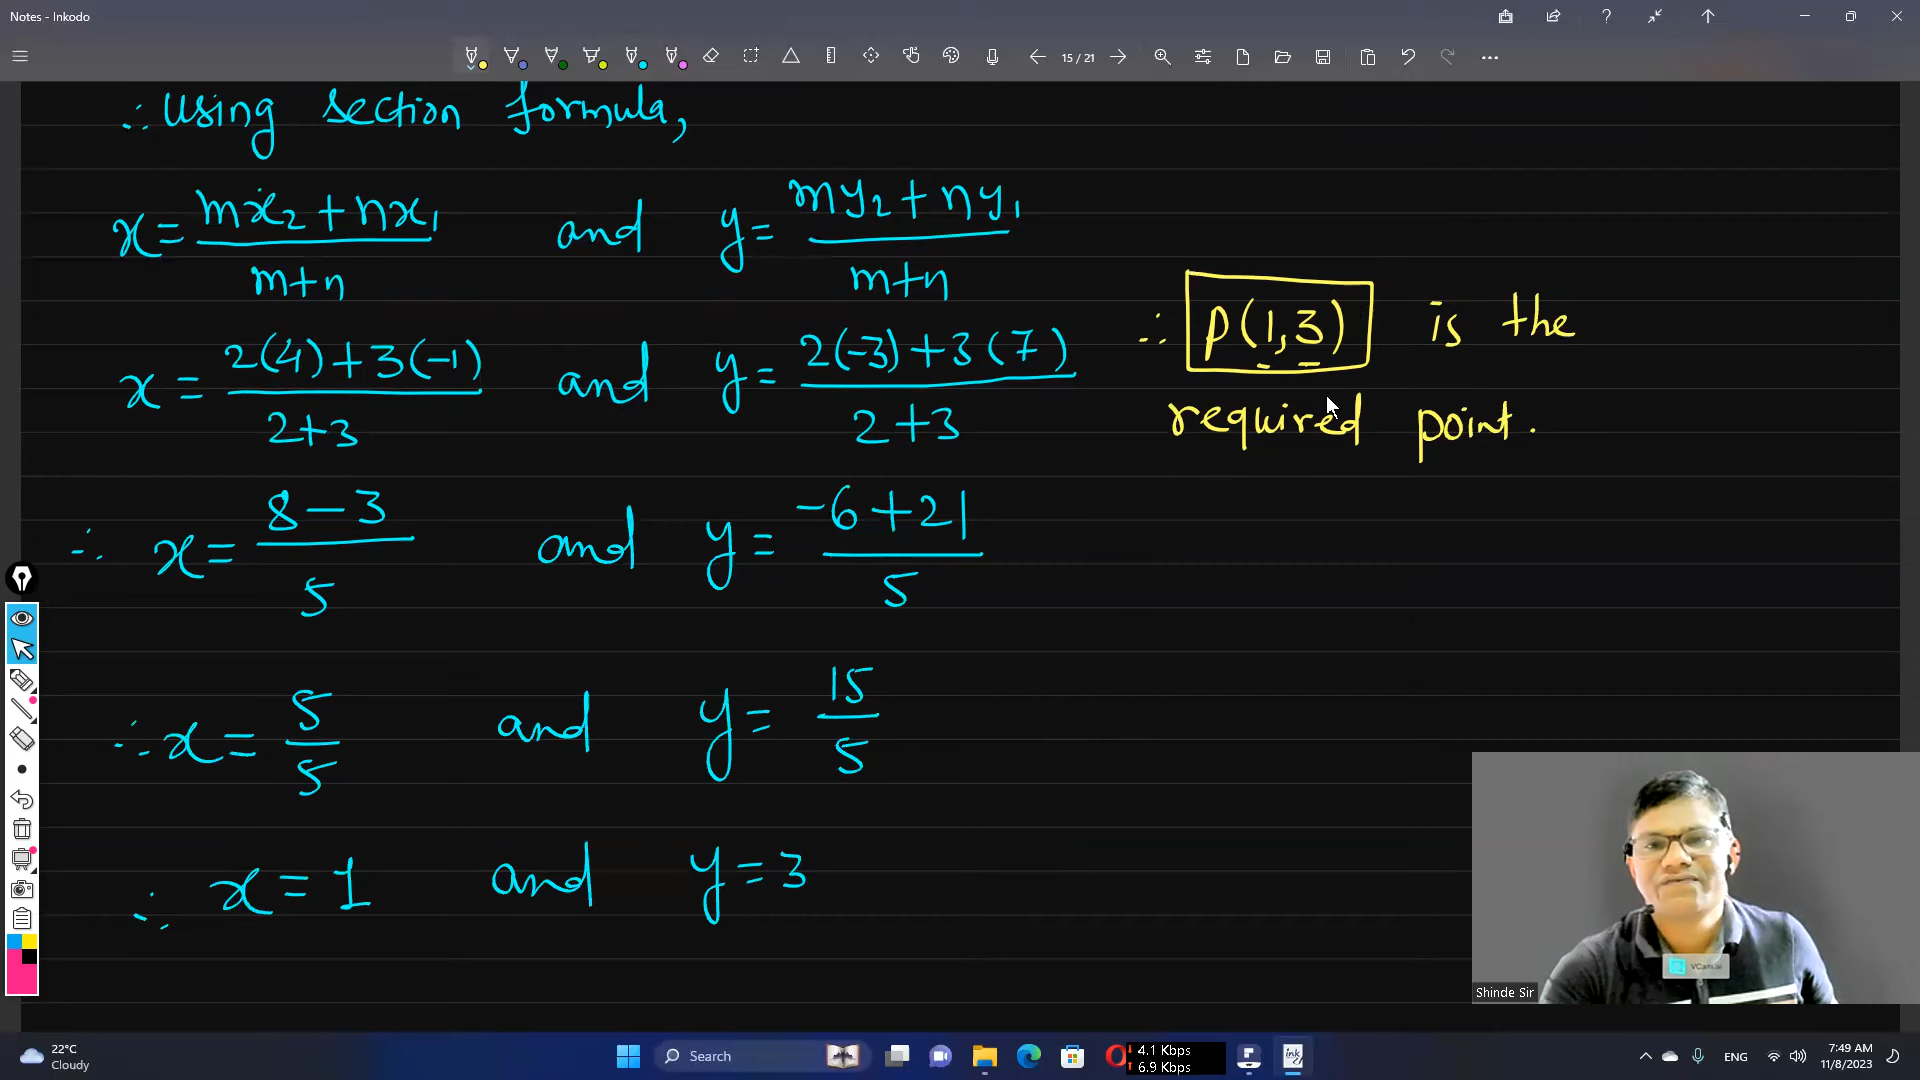 Notes - Inkodo
15 / 21
∴ Using section formula,
x = mx₂ + nx₁ / m+n and y = my₂ + ny₁ / m+n
x = 2(4) + 3(-1) / 2+3 and y = 2(-3) + 3(7) / 2+3
∴ x = 8 - 3 / 5 and y = -6 + 21 / 5
∴ x = 5 / 5 and y = 15 / 5
∴ x = 1 and y = 3
∴ P(1,3) is the
required point.
VCam.ai
Shinde Sir
22°C
Cloudy
Search
4.1 Kbps
6.9 Kbps
ink
ENG
7:49 AM
11/8/2023